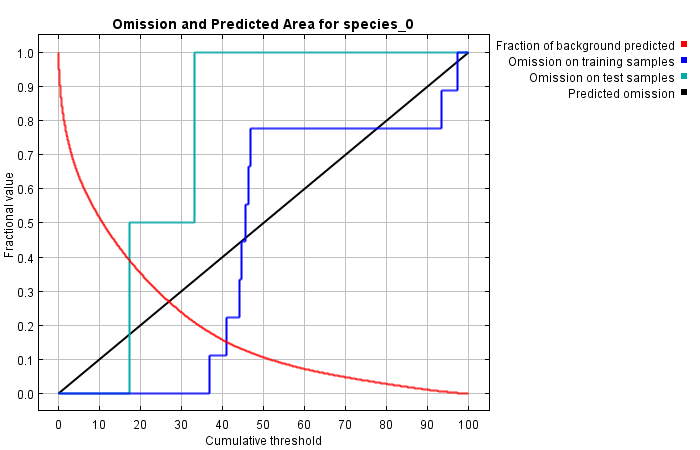 Omission and Predicted Area for species_0
Fraction of background predicted
Omission on training samples
Omission on test samples
Predicted omission
Fractional value
1.0
0.9
0.8
0.7
0.6
0.5
0.4
0.3
0.2
0.1
0.0
0 10 20 30 40 50 60 70 80 90 100
Cumulative threshold